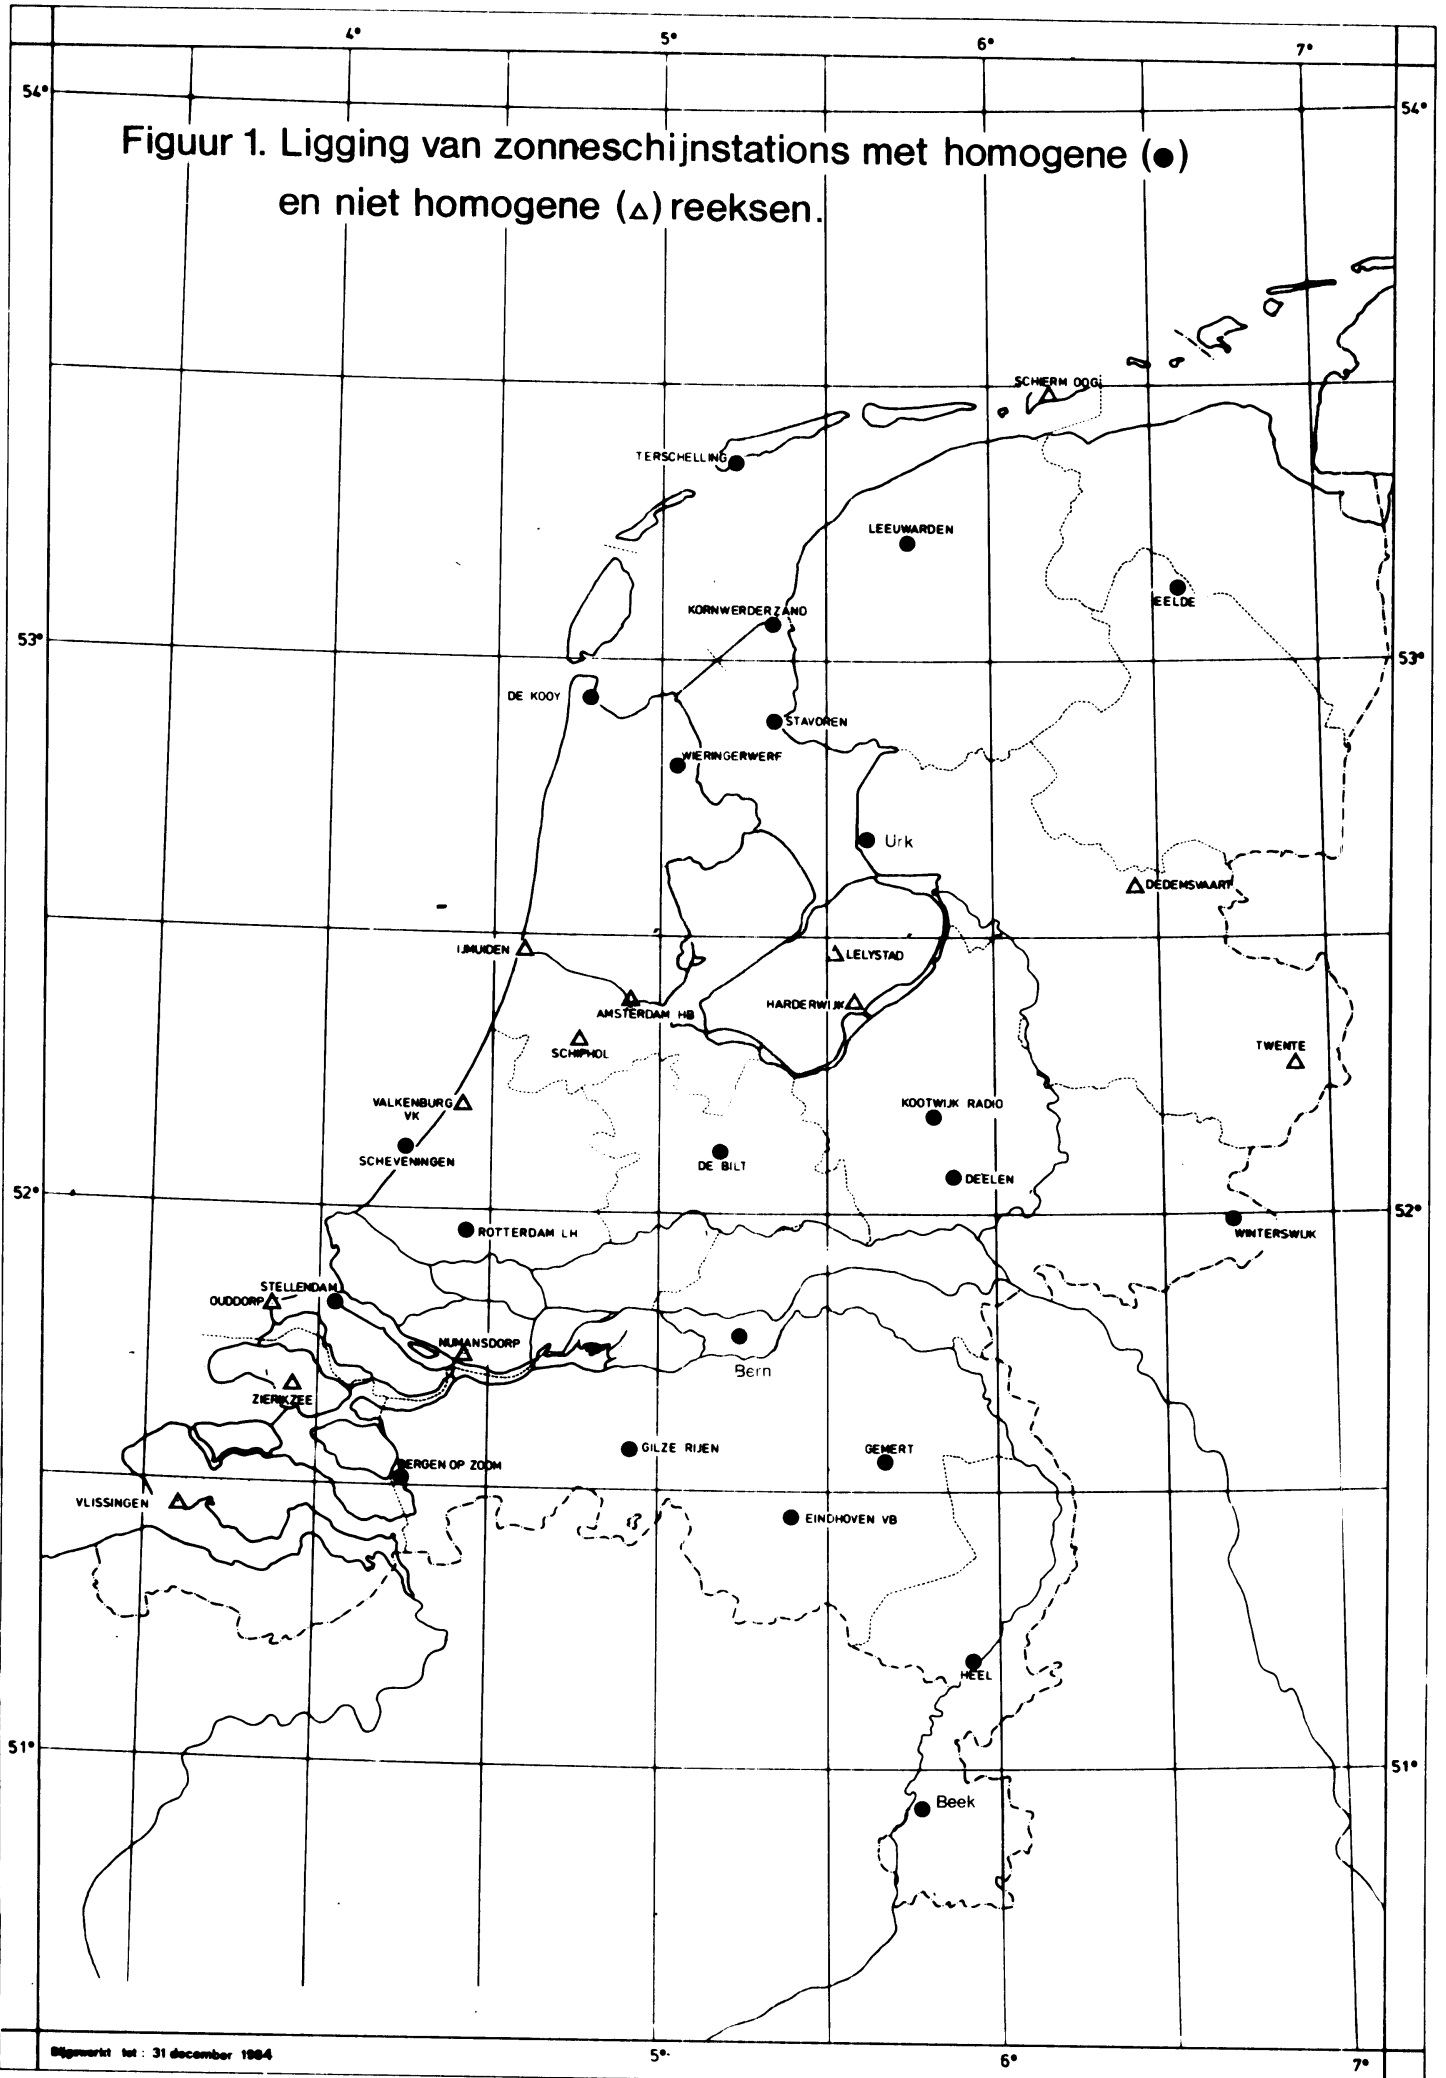 4° 5° 6° 7°
54° 54°
Figuur 1. Ligging van zonneschijnstations met homogene (●)
en niet homogene (△) reeksen.
SCHIERM OOG
TERSCHELLING
LEEUWARDEN
EELDE
KORNWERDERZAND
53° 53°
DE KOOY
STAVOREN
WIERINGERWERF
Urk
DEDEMSVAART
IJMUIDEN
LELYSTAD
HARDERWIJK
AMSTERDAM HB
SCHIPHOL
TWENTE
VALKENBURG
VK
KOOTWIJK RADIO
SCHEVENINGEN
DE BILT
DEELEN
52° 52°
ROTTERDAM LH
WINTERSWIJK
STELLENDAM
OUDDORP
NUMANSDORP
Bern
ZIERIKZEE
GILZE RIJEN
GEMERT
BERGEN OP ZOOM
VLISSINGEN
EINDHOVEN VB
HEEL
51° 51°
Beek
Bijgewerkt tot : 31 december 1984
5° 6° 7°